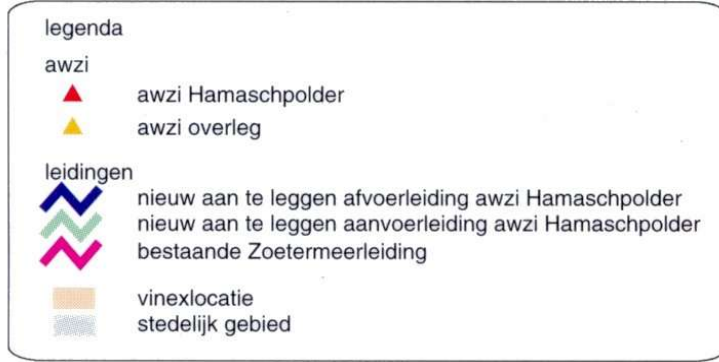 legenda
awzi
awzi Hamaschpolder
awzi overleg
leidingen
nieuw aan te leggen afvoerleiding awzi Hamaschpolder
nieuw aan te leggen aanvoerleiding awzi Hamaschpolder
bestaande Zoetermeerleiding
vinexlocatie
stedelijk gebied